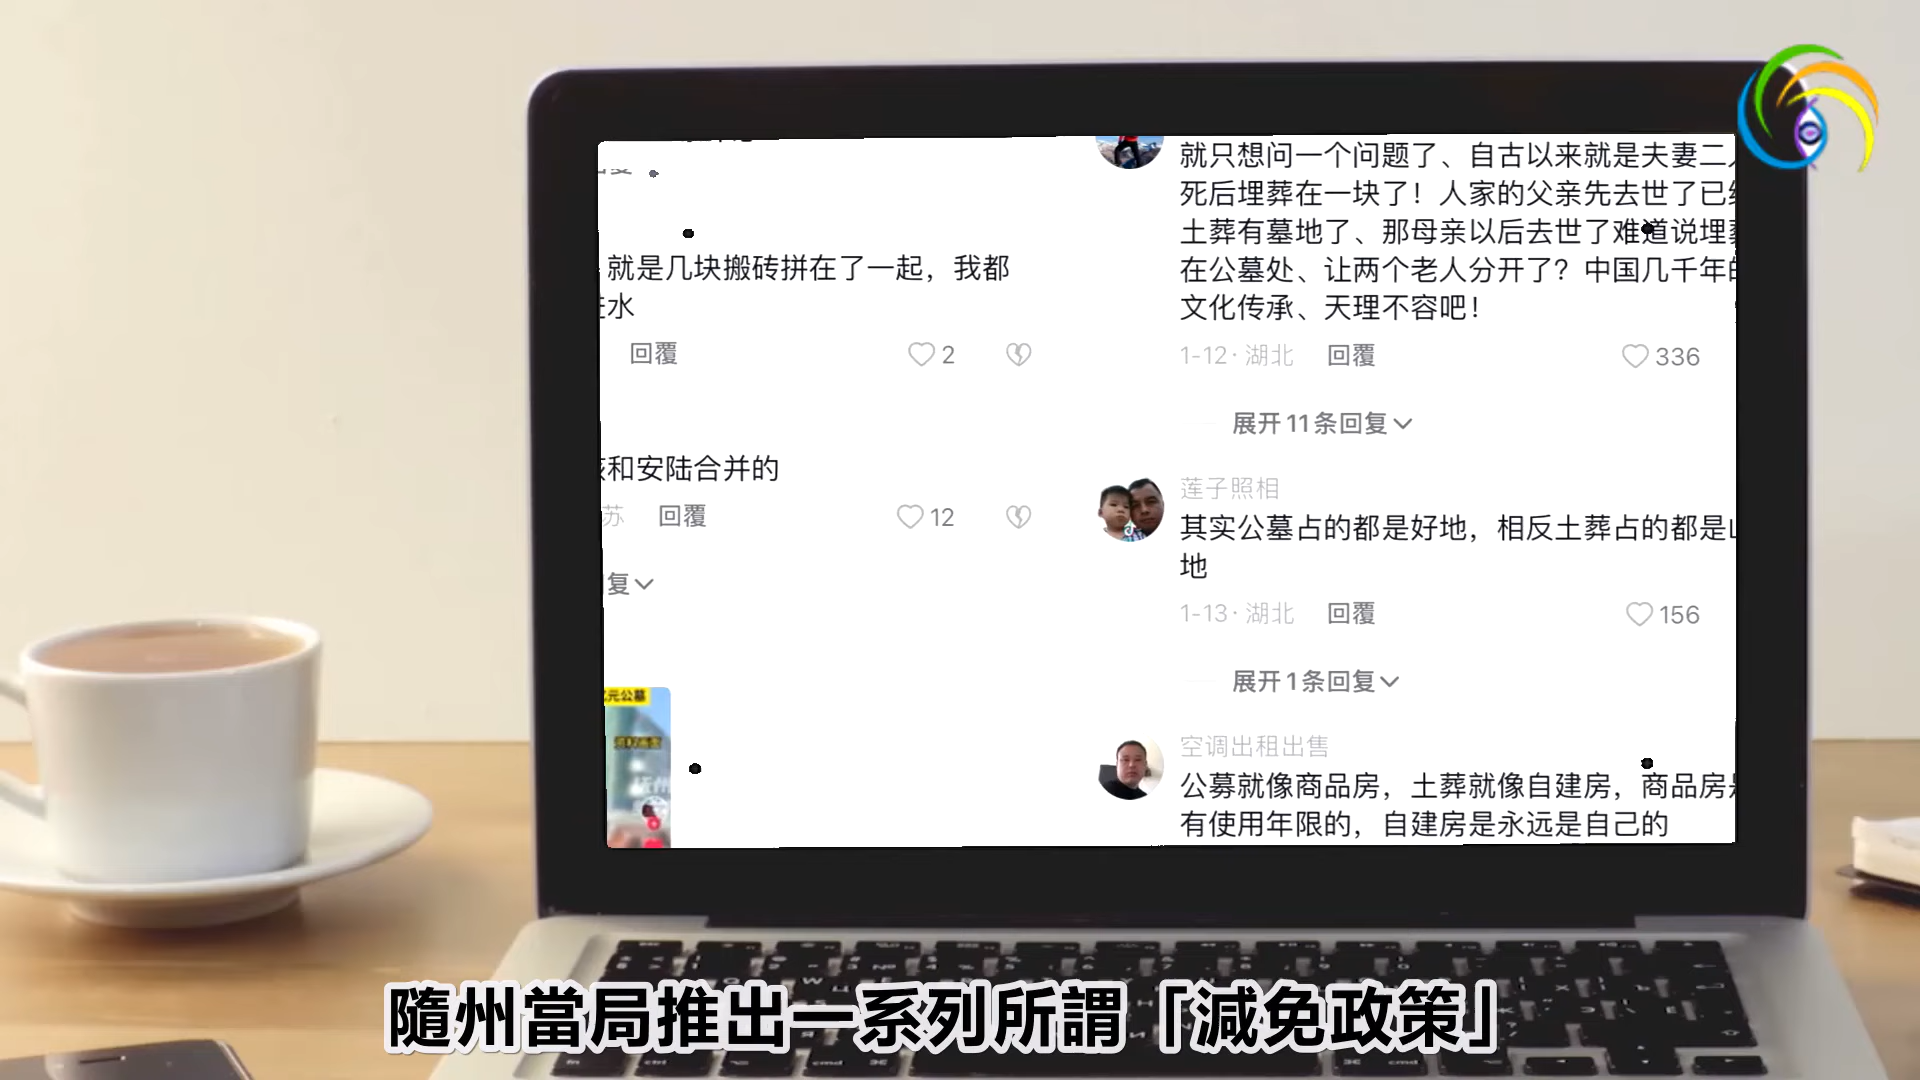 就是几块搬砖拼在了一起，我都
水
回覆
2
和安陆合并的
苏
回覆
12
复
元公墓
就只想问一个问题了、自古以来就是夫妻二
死后埋葬在一块了！人家的父亲先去世了已
土葬有墓地了、那母亲以后去世了难道说埋
在公墓处、让两个老人分开了？中国几千年
文化传承、天理不容吧！
1-12·湖北
回覆
336
展开11条回复
莲子照相
其实公墓占的都是好地，相反土葬占的都是
地
1-13·湖北
回覆
156
展开1条回复
空调出租出售
公募就像商品房，土葬就像自建房，商品房
有使用年限的，自建房是永远是自己的
隨州當局推出一系列所謂「減免政策」